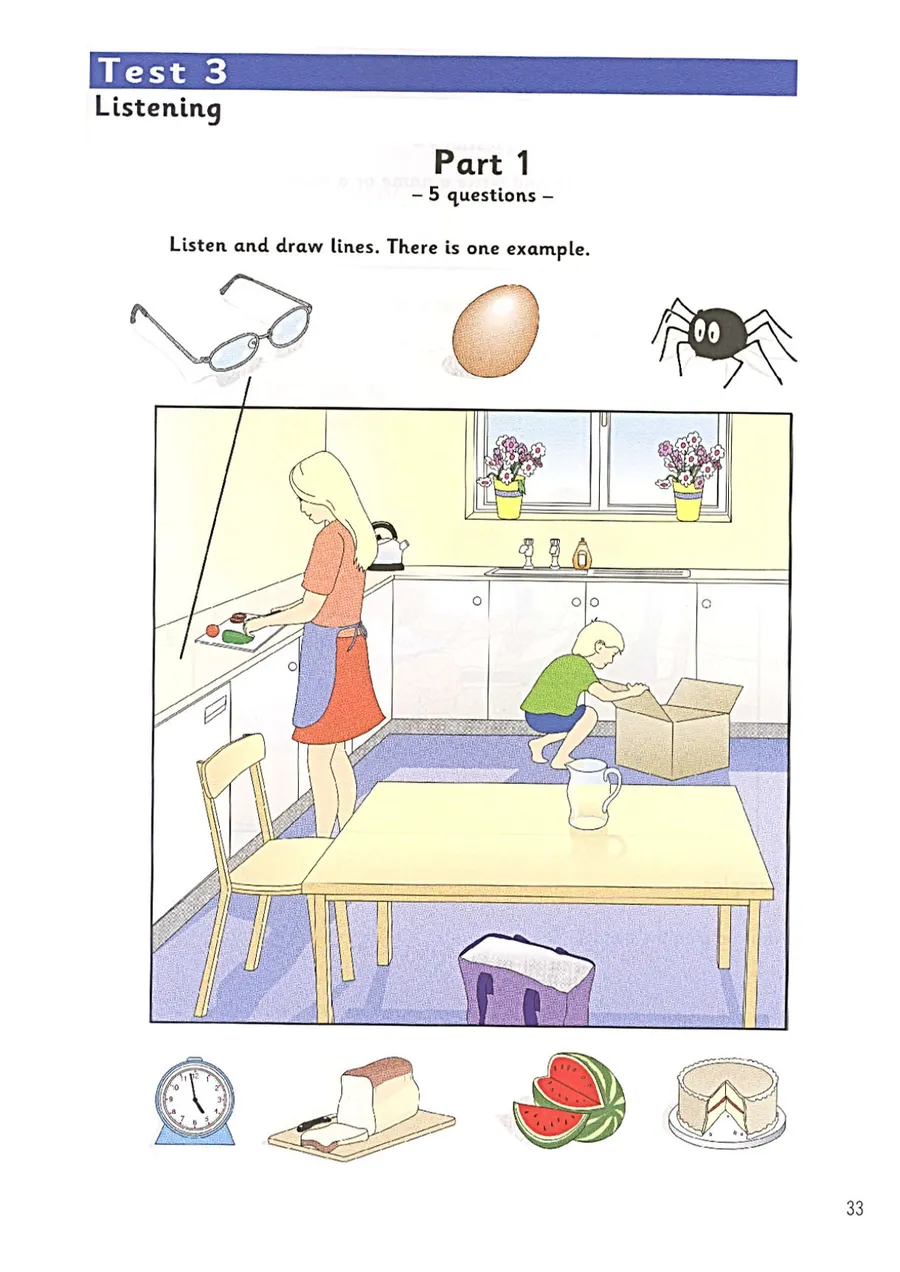 Test 3
Listening
Part 1
– 5 questions –
Listen and draw lines. There is one example.
33